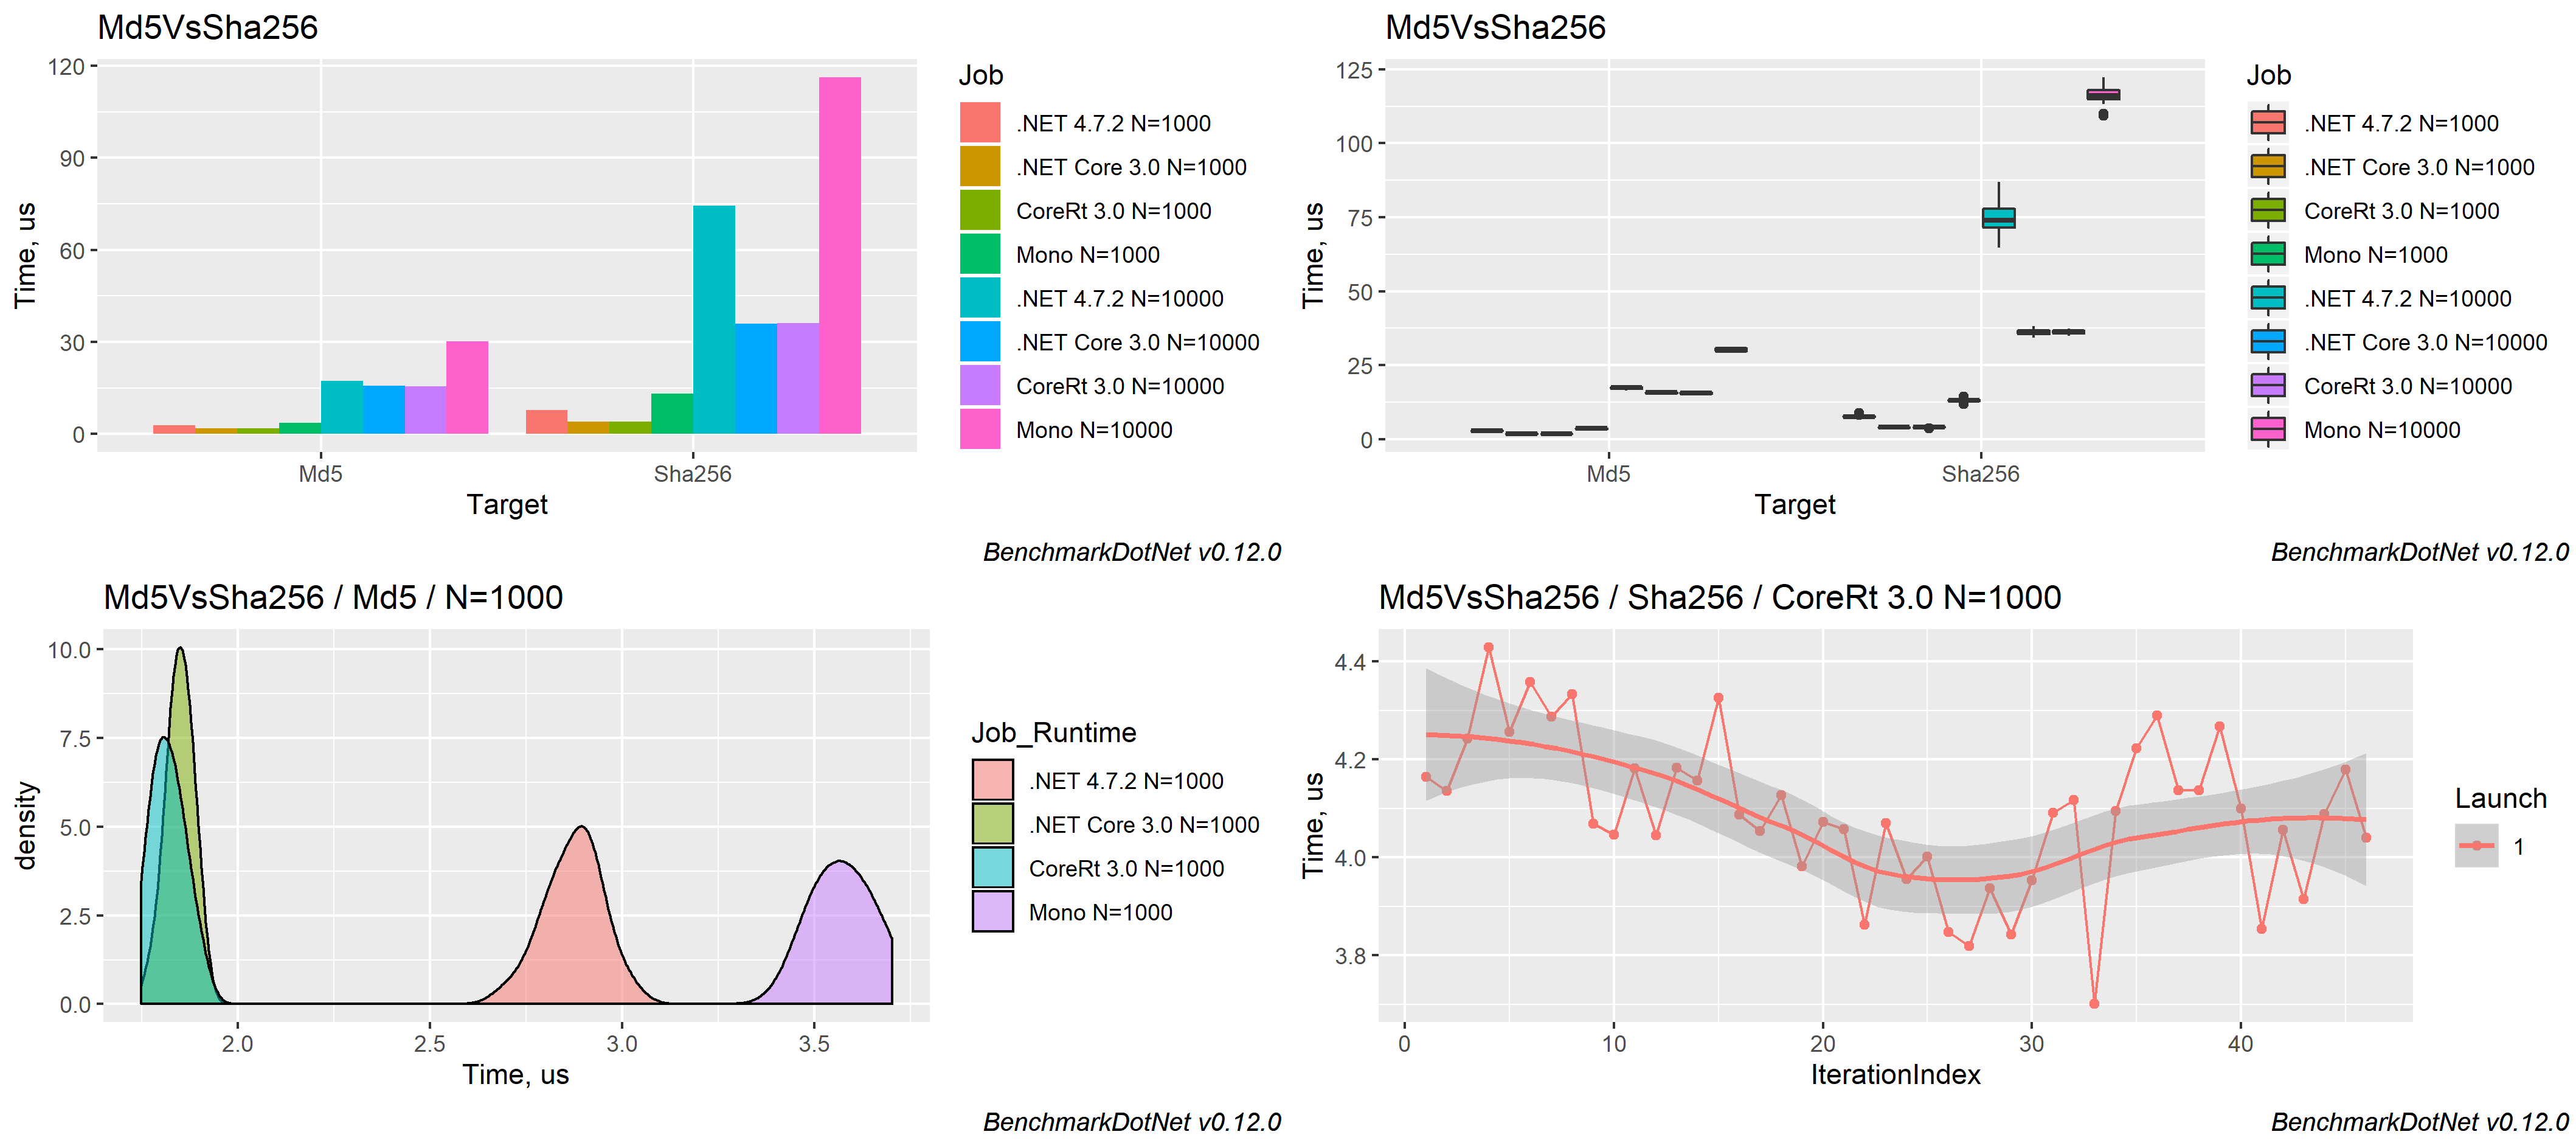 Md5VsSha256
120
90
60
30
0
Time, us
Md5
Sha256
Target
Job
.NET 4.7.2 N=1000
.NET Core 3.0 N=1000
CoreRt 3.0 N=1000
Mono N=1000
.NET 4.7.2 N=10000
.NET Core 3.0 N=10000
CoreRt 3.0 N=10000
Mono N=10000
BenchmarkDotNet v0.12.0
Md5VsSha256
125
100
75
50
25
0
Time, us
Md5
Sha256
Target
Job
.NET 4.7.2 N=1000
.NET Core 3.0 N=1000
CoreRt 3.0 N=1000
Mono N=1000
.NET 4.7.2 N=10000
.NET Core 3.0 N=10000
CoreRt 3.0 N=10000
Mono N=10000
BenchmarkDotNet v0.12.0
Md5VsSha256 / Md5 / N=1000
10.0
7.5
5.0
2.5
0.0
density
2.0
2.5
3.0
3.5
Time, us
Job_Runtime
.NET 4.7.2 N=1000
.NET Core 3.0 N=1000
CoreRt 3.0 N=1000
Mono N=1000
BenchmarkDotNet v0.12.0
Md5VsSha256 / Sha256 / CoreRt 3.0 N=1000
4.4
4.2
4.0
3.8
Time, us
0
10
20
30
40
IterationIndex
Launch
1
BenchmarkDotNet v0.12.0